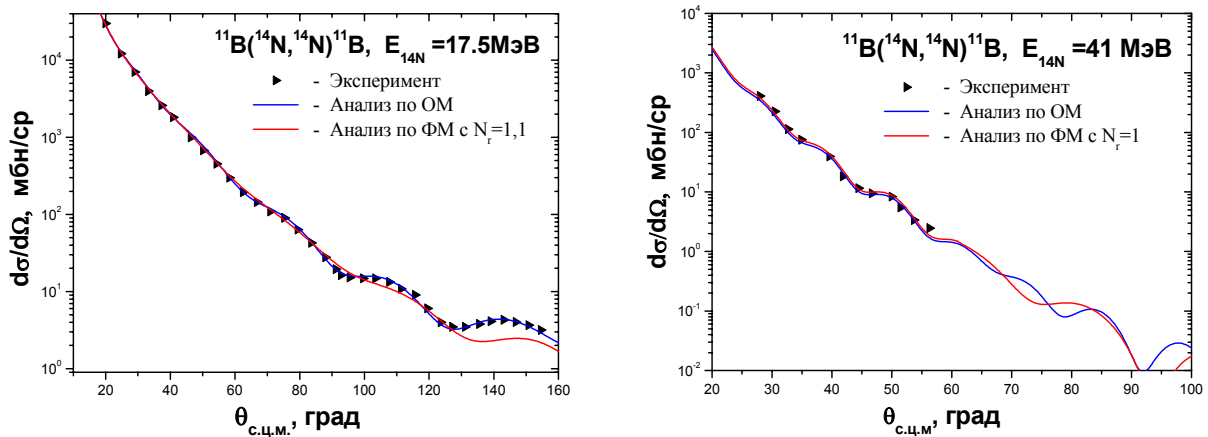 ¹¹B(¹⁴N,¹⁴N)¹¹B, E₁₄N =17.5МэВ
- Эксперимент
- Анализ по ОМ
- Анализ по ФМ с Nᵣ=1,1
dσ/dΩ, мбн/ср
10⁴
10³
10²
10¹
10⁰
20 40 60 80 100 120 140 160
θс.ц.м., град
¹¹B(¹⁴N,¹⁴N)¹¹B, E₁₄N =41 МэВ
- Эксперимент
- Анализ по ОМ
- Анализ по ФМ с Nᵣ=1
dσ/dΩ, мбн/ср
10⁴
10³
10²
10¹
10⁰
10⁻¹
10⁻²
20 30 40 50 60 70 80 90 100
θс.ц.м, град